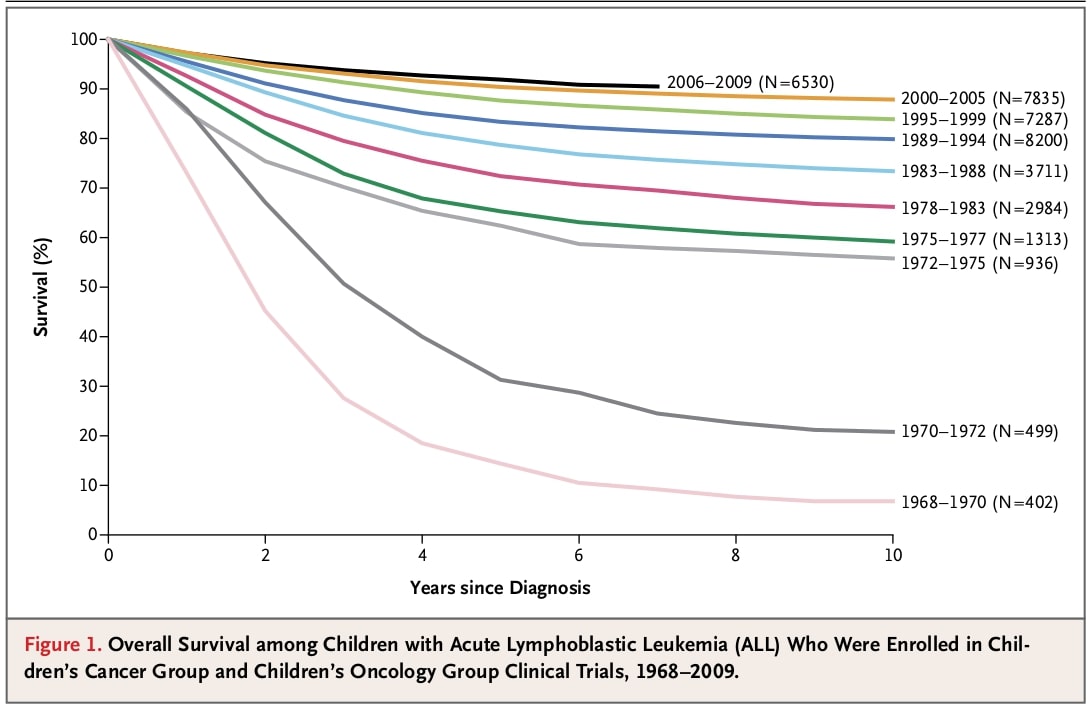 100
90
80
70
60
50
40
30
20
10
0
Survival (%)
0 2 4 6 8 10
Years since Diagnosis
2006–2009 (N=6530)
2000–2005 (N=7835)
1995–1999 (N=7287)
1989–1994 (N=8200)
1983–1988 (N=3711)
1978–1983 (N=2984)
1975–1977 (N=1313)
1972–1975 (N=936)
1970–1972 (N=499)
1968–1970 (N=402)
Figure 1. Overall Survival among Children with Acute Lymphoblastic Leukemia (ALL) Who Were Enrolled in Chil-
dren’s Cancer Group and Children’s Oncology Group Clinical Trials, 1968–2009.